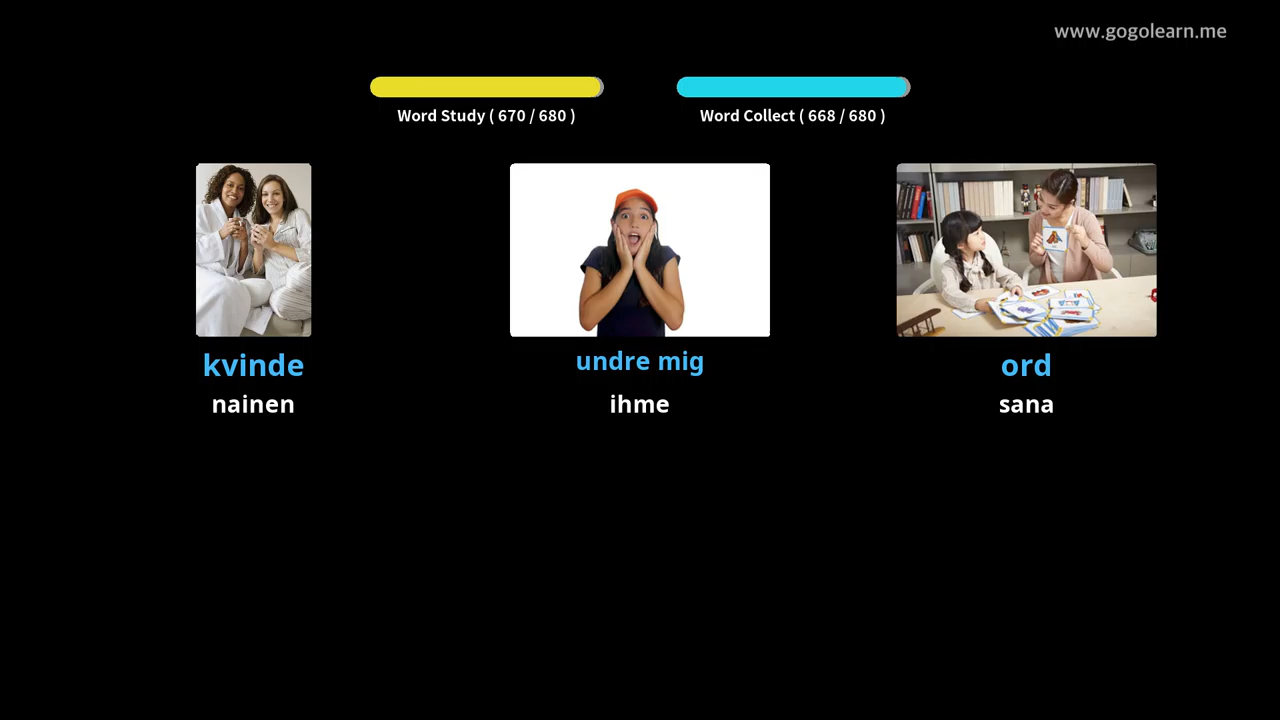 www.gogolearn.me
Word Study ( 670 / 680 )
Word Collect ( 668 / 680 )
kvinde
undre mig
ord
nainen
ihme
sana